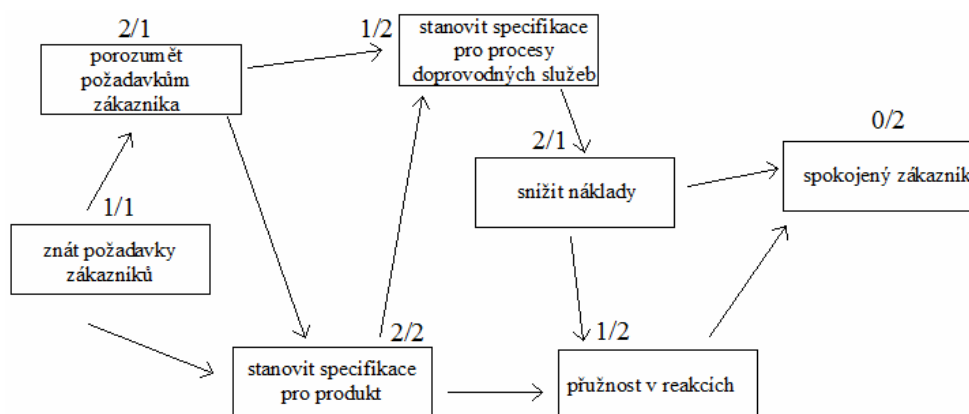 2/1
porozumět
požadavkům
zákazníka
1/2
stanovit specifikace
pro procesy
doprovodných služeb
2/1
snížit náklady
0/2
spokojený zákazník
1/1
znát požadavky
zákazníků
2/2
stanovit specifikace
pro produkt
1/2
přužnost v reakcích